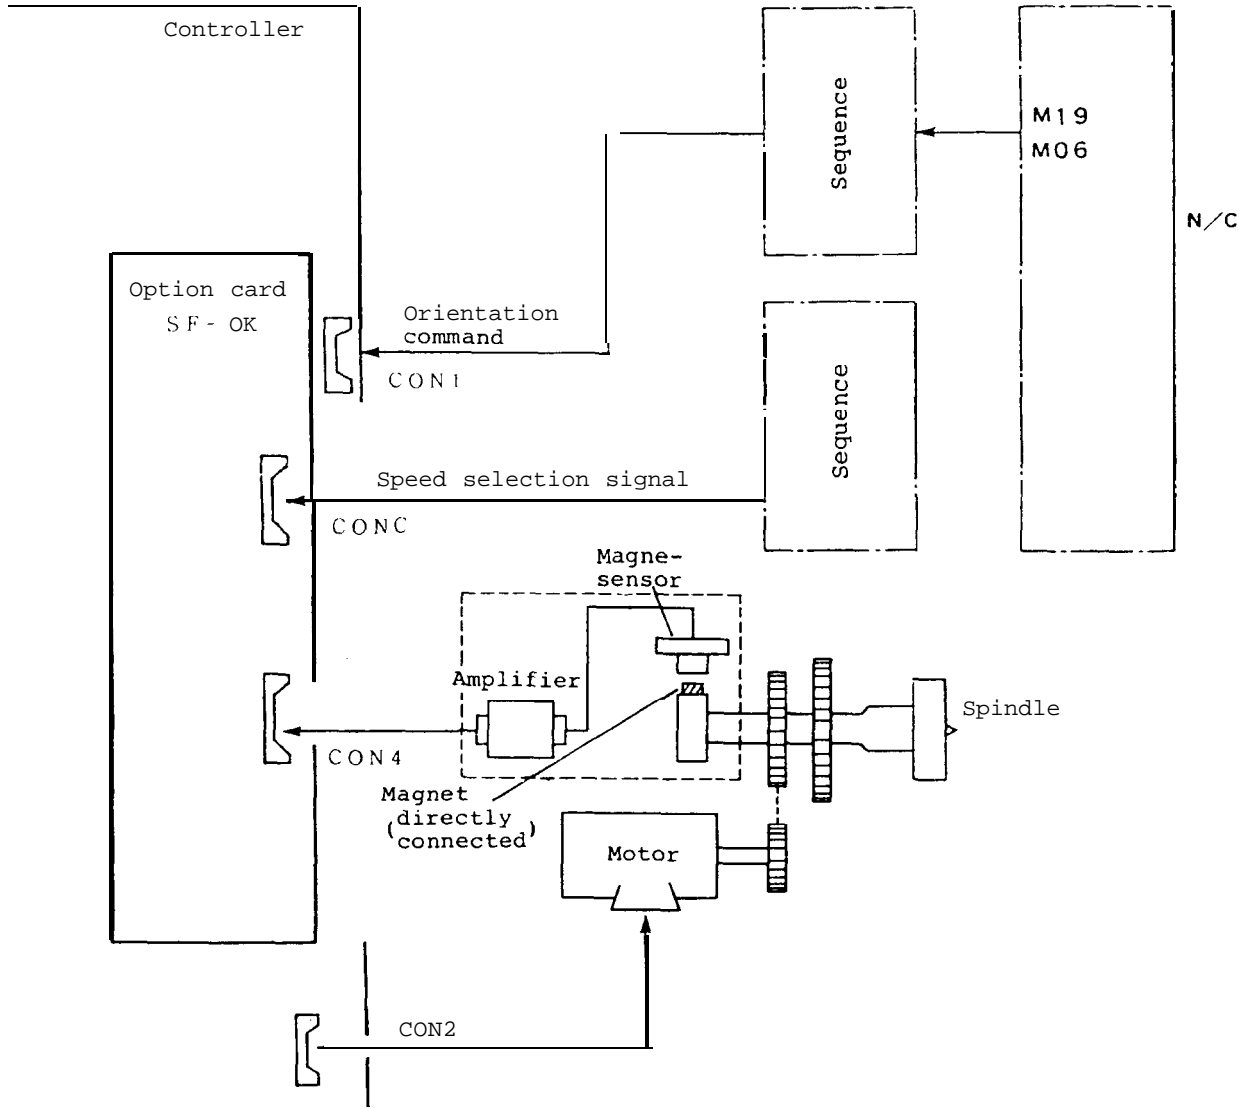 Controller
Sequence
M19
M06
N/C
Option card
SF- OK
Orientation
command
CON1
Sequence
Speed selection signal
CONC
Magne-
sensor
Amplifier
Spindle
CON4
Magnet
(directly
connected)
Motor
CON2